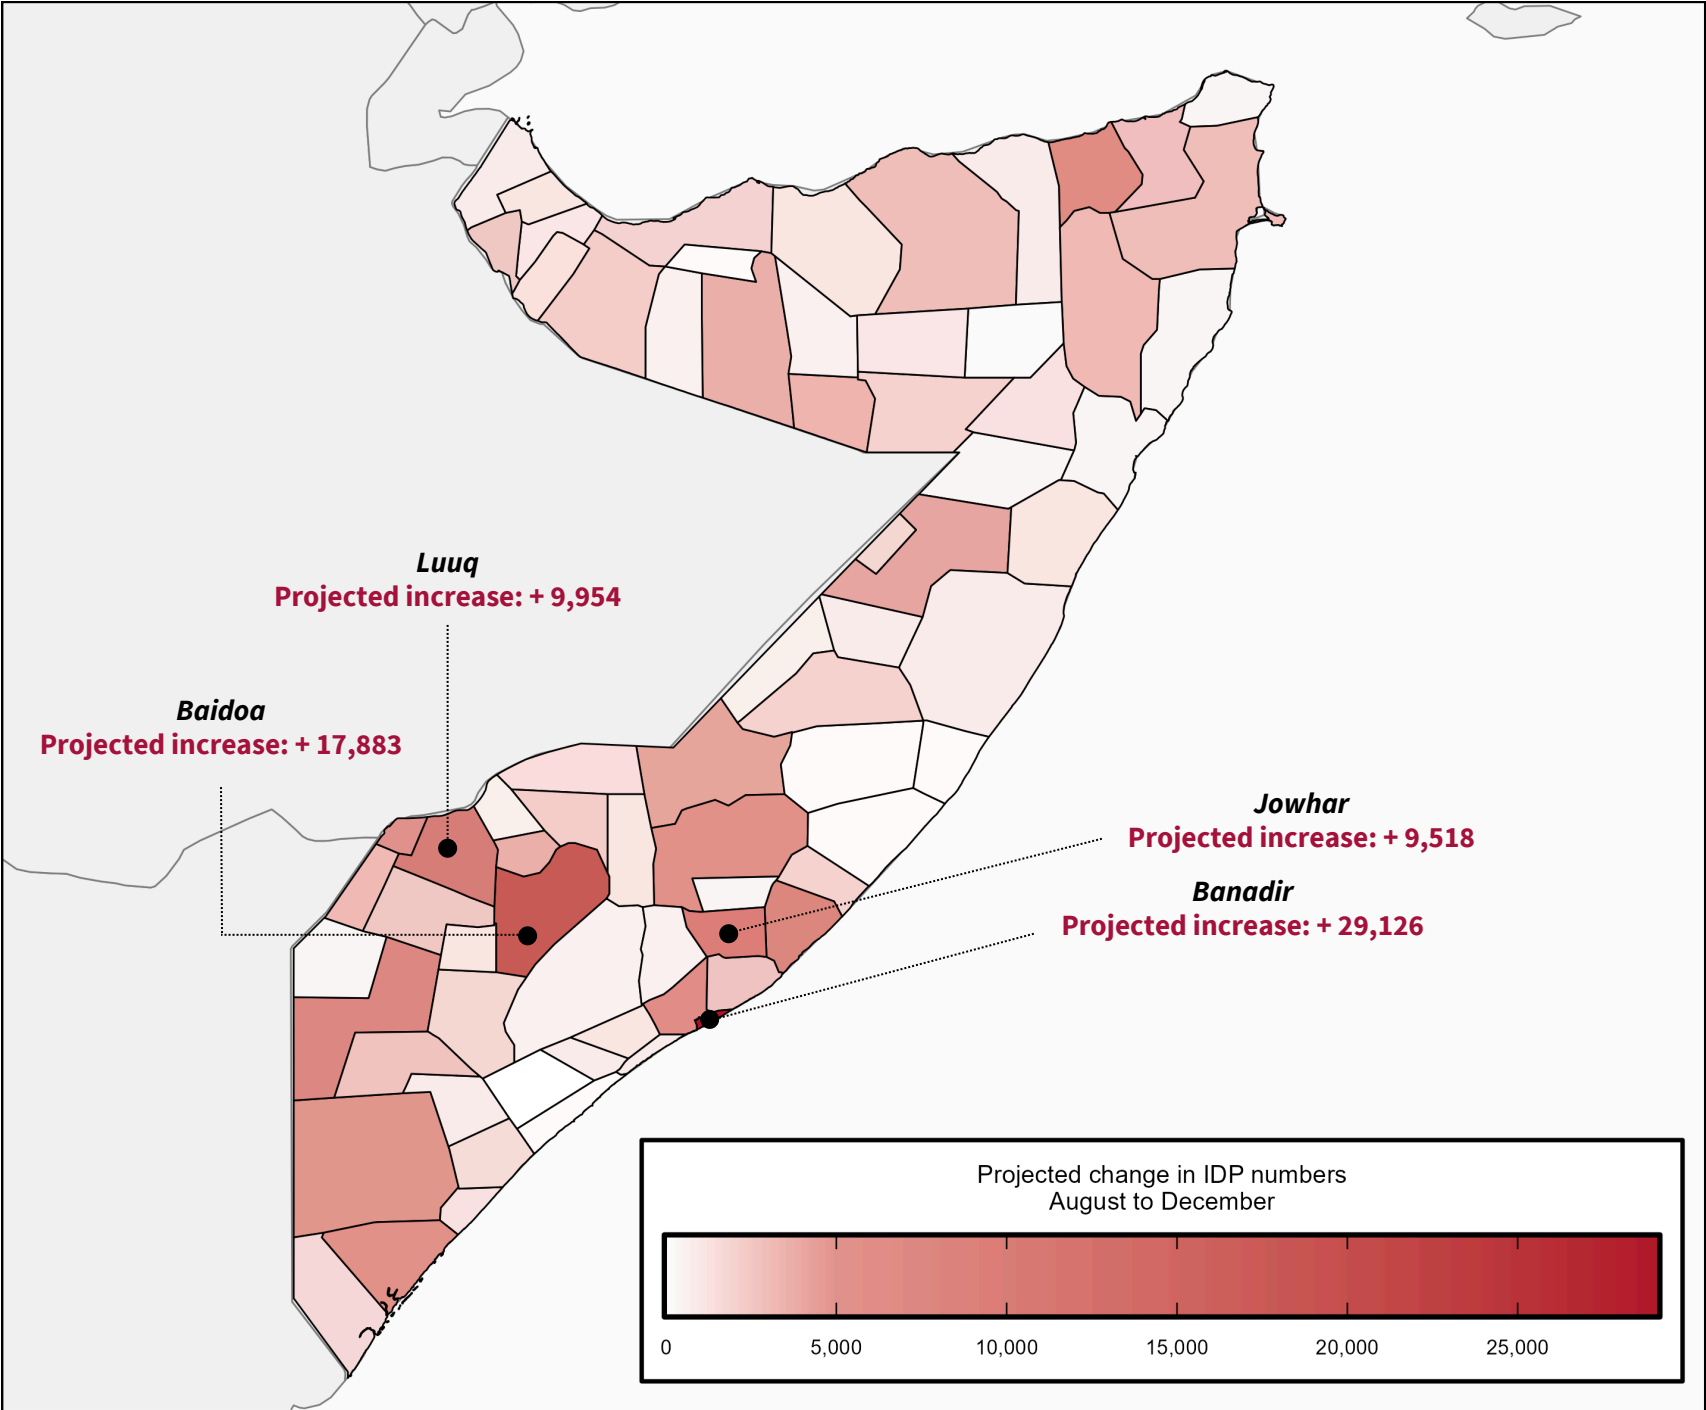 Luuq
Projected increase: + 9,954
Baidoa
Projected increase: + 17,883
Jowhar
Projected increase: + 9,518
Banadir
Projected increase: + 29,126
Projected change in IDP numbers
August to December
0 5,000 10,000 15,000 20,000 25,000